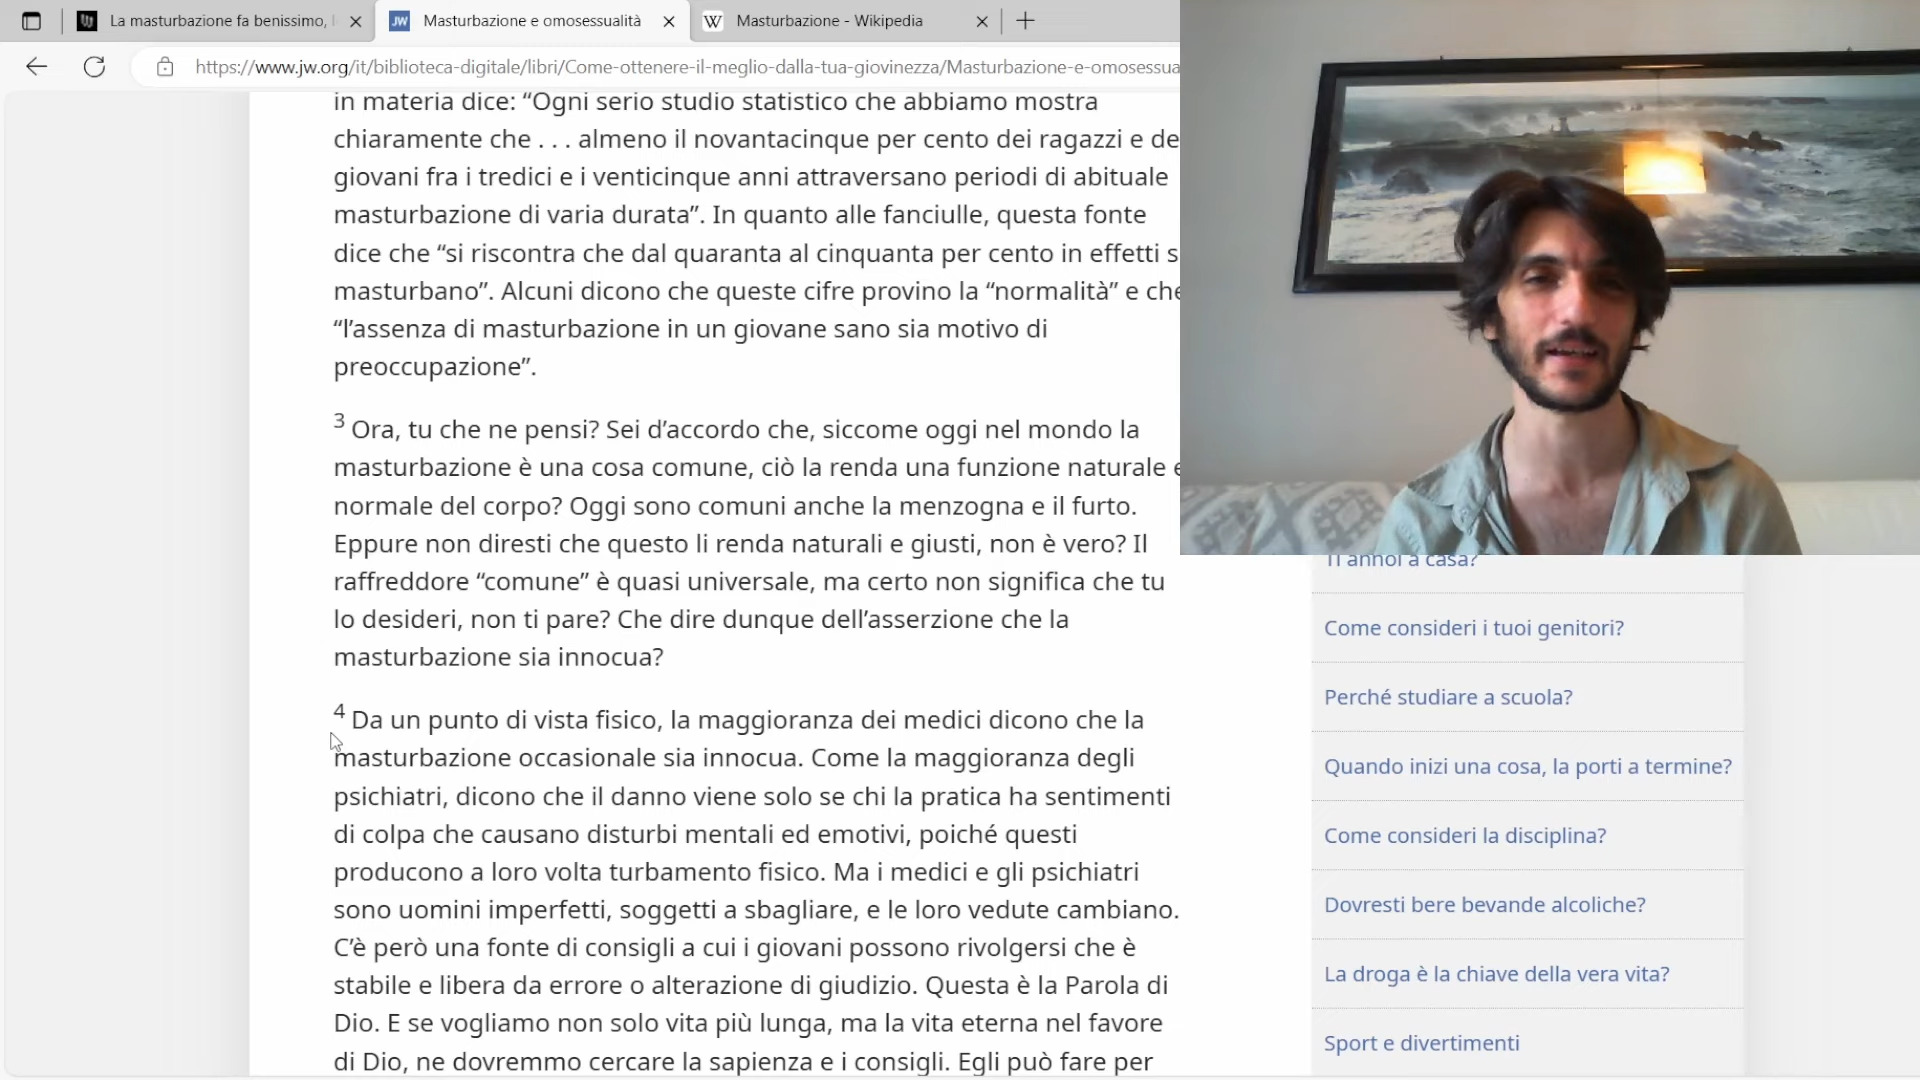 La masturbazione fa benissimo,
Masturbazione e omosessualità
Masturbazione - Wikipedia
https://www.jw.org/it/biblioteca-digitale/libri/Come-ottenere-il-meglio-dalla-tua-giovinezza/Masturbazione-e-omosessua
in materia dice: “Ogni serio studio statistico che abbiamo mostra
chiaramente che . . . almeno il novantacinque per cento dei ragazzi e de
giovani fra i tredici e i venticinque anni attraversano periodi di abituale
masturbazione di varia durata”. In quanto alle fanciulle, questa fonte
dice che “si riscontra che dal quaranta al cinquanta per cento in effetti s
masturbano”. Alcuni dicono che queste cifre provino la “normalità” e che
“l’assenza di masturbazione in un giovane sano sia motivo di
preoccupazione”.
3 Ora, tu che ne pensi? Sei d’accordo che, siccome oggi nel mondo la
masturbazione è una cosa comune, ciò la renda una funzione naturale e
normale del corpo? Oggi sono comuni anche la menzogna e il furto.
Eppure non diresti che questo li renda naturali e giusti, non è vero? Il
raffreddore “comune” è quasi universale, ma certo non significa che tu
lo desideri, non ti pare? Che dire dunque dell’asserzione che la
masturbazione sia innocua?
4 Da un punto di vista fisico, la maggioranza dei medici dicono che la
masturbazione occasionale sia innocua. Come la maggioranza degli
psichiatri, dicono che il danno viene solo se chi la pratica ha sentimenti
di colpa che causano disturbi mentali ed emotivi, poiché questi
producono a loro volta turbamento fisico. Ma i medici e gli psichiatri
sono uomini imperfetti, soggetti a sbagliare, e le loro vedute cambiano.
C’è però una fonte di consigli a cui i giovani possono rivolgersi che è
stabile e libera da errore o alterazione di giudizio. Questa è la Parola di
Dio. E se vogliamo non solo vita più lunga, ma la vita eterna nel favore
di Dio, ne dovremmo cercare la sapienza e i consigli. Egli può fare per
Ti annoi a casa?
Come consideri i tuoi genitori?
Perché studiare a scuola?
Quando inizi una cosa, la porti a termine?
Come consideri la disciplina?
Dovresti bere bevande alcoliche?
La droga è la chiave della vera vita?
Sport e divertimenti